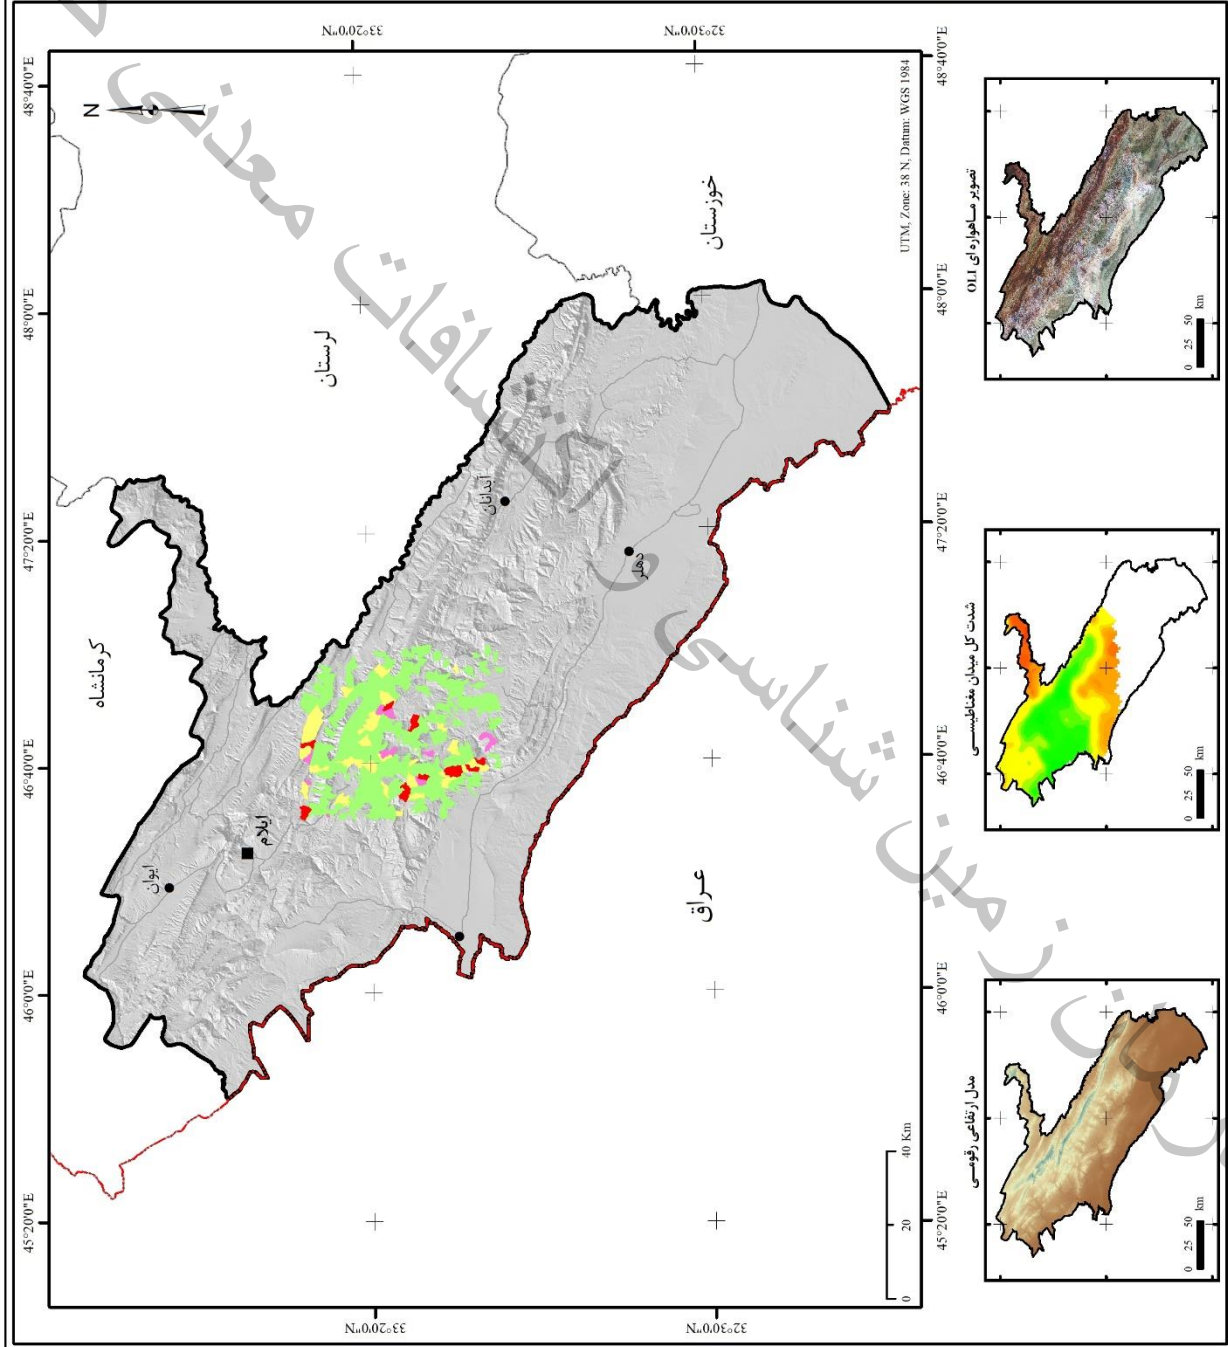 45°20'0"E
46°0'0"E
46°40'0"E
47°20'0"E
48°0'0"E
48°40'0"E
33°20'0"N
33°20'0"N
N
کرمانشاه
لرستان
ایوان
ایلام
آبدانان
دهلران
خوزستان
عراق
32°30'0"N
32°30'0"N
0 20 40 Km
UTM, Zone: 38 N, Datum: WGS 1984
45°20'0"E
46°0'0"E
46°40'0"E
47°20'0"E
48°0'0"E
48°40'0"E
مدل ارتفاعی رقومی
0 25 50 km
شدت کل میدان مغناطیسی
0 25 50 km
تصویر ماهواره ای OLI
0 25 50 km
زمین شناسی و اکتشافات معدنی